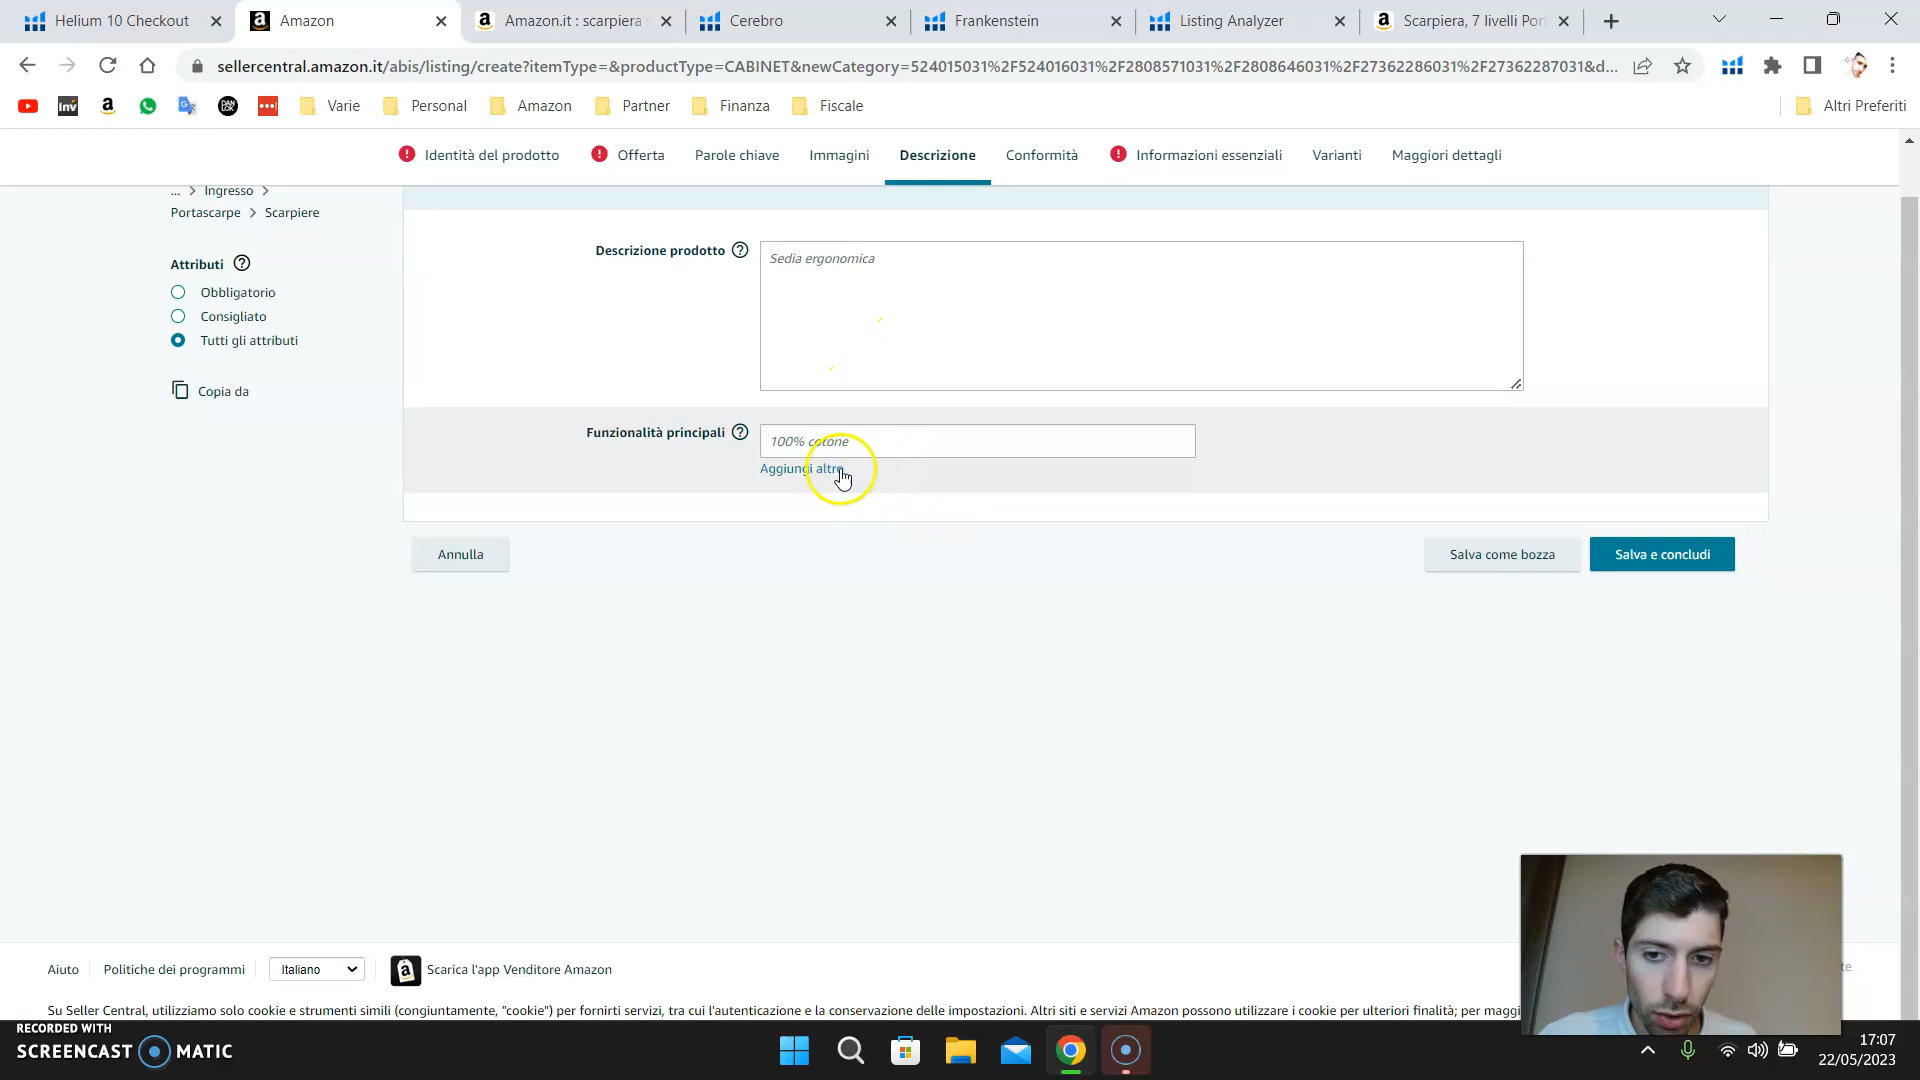 Helium 10 Checkout
Amazon
Amazon.it : scarpiera
Cerebro
Frankenstein
Listing Analyzer
Scarpiera, 7 livelli Port
sellercentral.amazon.it/abis/listing/create?itemType=&productType=CABINET&newCategory=524015031%2F524016031%2F2808571031%2F2808646031%2F27362286031%2F27362287031&d...
Inv
Varie
Personal
Amazon
Partner
Finanza
Fiscale
Altri Preferiti
Identità del prodotto
Offerta
Parole chiave
Immagini
Descrizione
Conformità
Informazioni essenziali
Varianti
Maggiori dettagli
... > Ingresso >
Portascarpe > Scarpiere
Attributi
Obbligatorio
Consigliato
Tutti gli attributi
Copia da
Descrizione prodotto
Sedia ergonomica
Funzionalità principali
100% cotone
Aggiungi altro
Annulla
Salva come bozza
Salva e concludi
Aiuto
Politiche dei programmi
Italiano
Scarica l'app Venditore Amazon
Su Seller Central, utilizziamo solo cookie e strumenti simili (congiuntamente, "cookie") per fornirti servizi, tra cui l'autenticazione e la conservazione delle impostazioni. Altri siti e servizi Amazon possono utilizzare i cookie per ulteriori finalità; per maggi
RECORDED WITH
SCREENCAST MATIC
17:07
22/05/2023